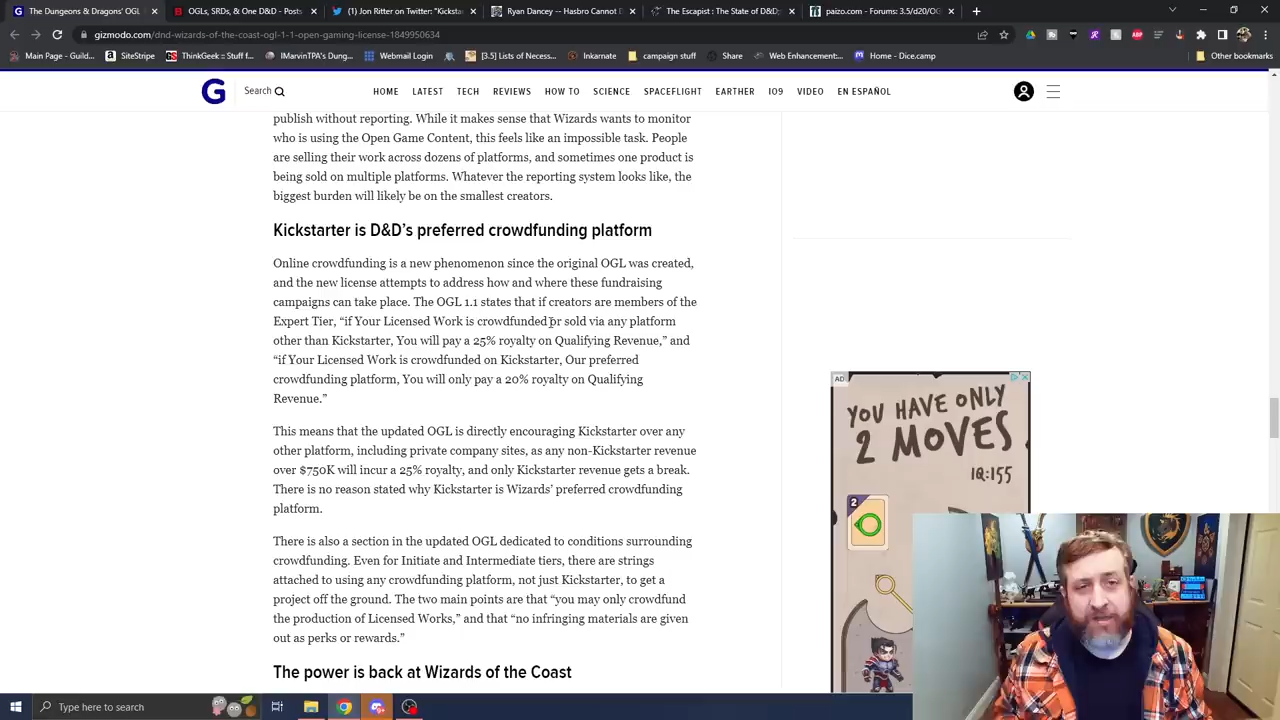 The Dungeons & Dragons' OGL
OGLs, SRDs, & One D&D - Posts
Jon Ritter on Twitter: "Kicksta
Ryan Dancey -- Hasbro Cannot D
The Escapist : The State of D&D
paizo.com - Forums: 3.5/d20/OG
gizmodo.com/dnd-wizards-of-the-coast-ogl-1-1-open-gaming-license-1849950634
Main Page - Guild...
SiteStripe
ThinkGeek :: Stuff f...
IMarvinTPA's Dung...
Webmail Login
[3.5] Lists of Necess...
Inkarnate
campaign stuff
Share
Web Enhancement:...
Home - Dice.camp
Other bookmarks
G
Search
HOME
LATEST
TECH
REVIEWS
HOW TO
SCIENCE
SPACEFLIGHT
EARTHER
IO9
VIDEO
EN ESPAÑOL
publish without reporting. While it makes sense that Wizards wants to monitor
who is using the Open Game Content, this feels like an impossible task. People
are selling their work across dozens of platforms, and sometimes one product is
being sold on multiple platforms. Whatever the reporting system looks like, the
biggest burden will likely be on the smallest creators.
Kickstarter is D&D's preferred crowdfunding platform
Online crowdfunding is a new phenomenon since the original OGL was created,
and the new license attempts to address how and where these fundraising
campaigns can take place. The OGL 1.1 states that if creators are members of the
Expert Tier, “if Your Licensed Work is crowdfunded or sold via any platform
other than Kickstarter, You will pay a 25% royalty on Qualifying Revenue,” and
“if Your Licensed Work is crowdfunded on Kickstarter, Our preferred
crowdfunding platform, You will only pay a 20% royalty on Qualifying
Revenue.”
This means that the updated OGL is directly encouraging Kickstarter over any
other platform, including private company sites, as any non-Kickstarter revenue
over $750K will incur a 25% royalty, and only Kickstarter revenue gets a break.
There is no reason stated why Kickstarter is Wizards’ preferred crowdfunding
platform.
There is also a section in the updated OGL dedicated to conditions surrounding
crowdfunding. Even for Initiate and Intermediate tiers, there are strings
attached to using any crowdfunding platform, not just Kickstarter, to get a
project off the ground. The two main points are that “you may only crowdfund
the production of Licensed Works,” and that “no infringing materials are given
out as perks or rewards.”
The power is back at Wizards of the Coast
AD
YOU HAVE ONLY
2 MOVES
IQ:155
2
Type here to search